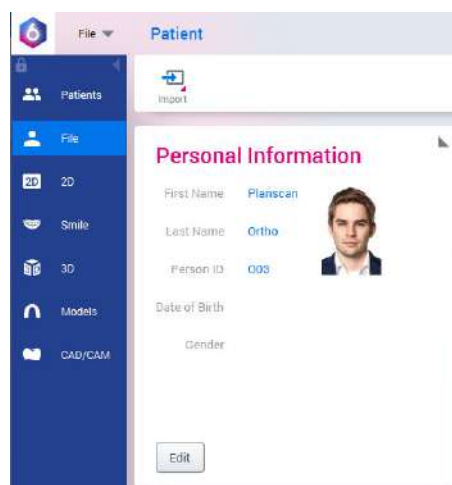 6
File
Patient
Import
Patients
File
2D 2D
Smile
3D
Models
CAD/CAM
Personal Information
First Name Planscan
Last Name Ortho
Person ID 003
Date of Birth
Gender
Edit